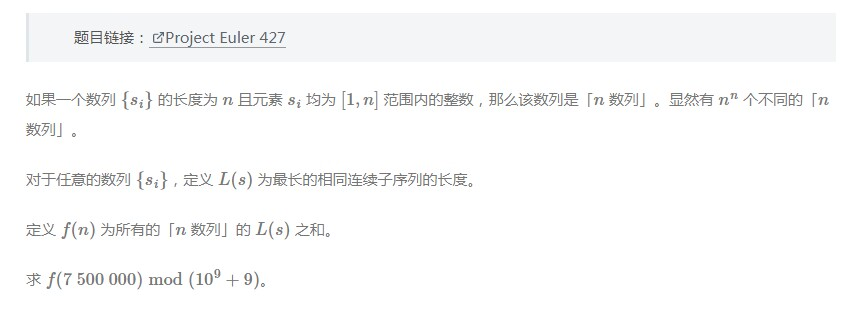 题目链接：Project Euler 427
如果一个数列 {s_i} 的长度为 n 且元素 s_i 均为 [1, n] 范围内的整数，那么该数列是「n 数列」。显然有 n^n 个不同的「n
数列」。
对于任意的数列 {s_i}，定义 L(s) 为最长的相同连续子序列的长度。
定义 f(n) 为所有的「n 数列」的 L(s) 之和。
求 f(7 500 000) mod (10^9 + 9)。